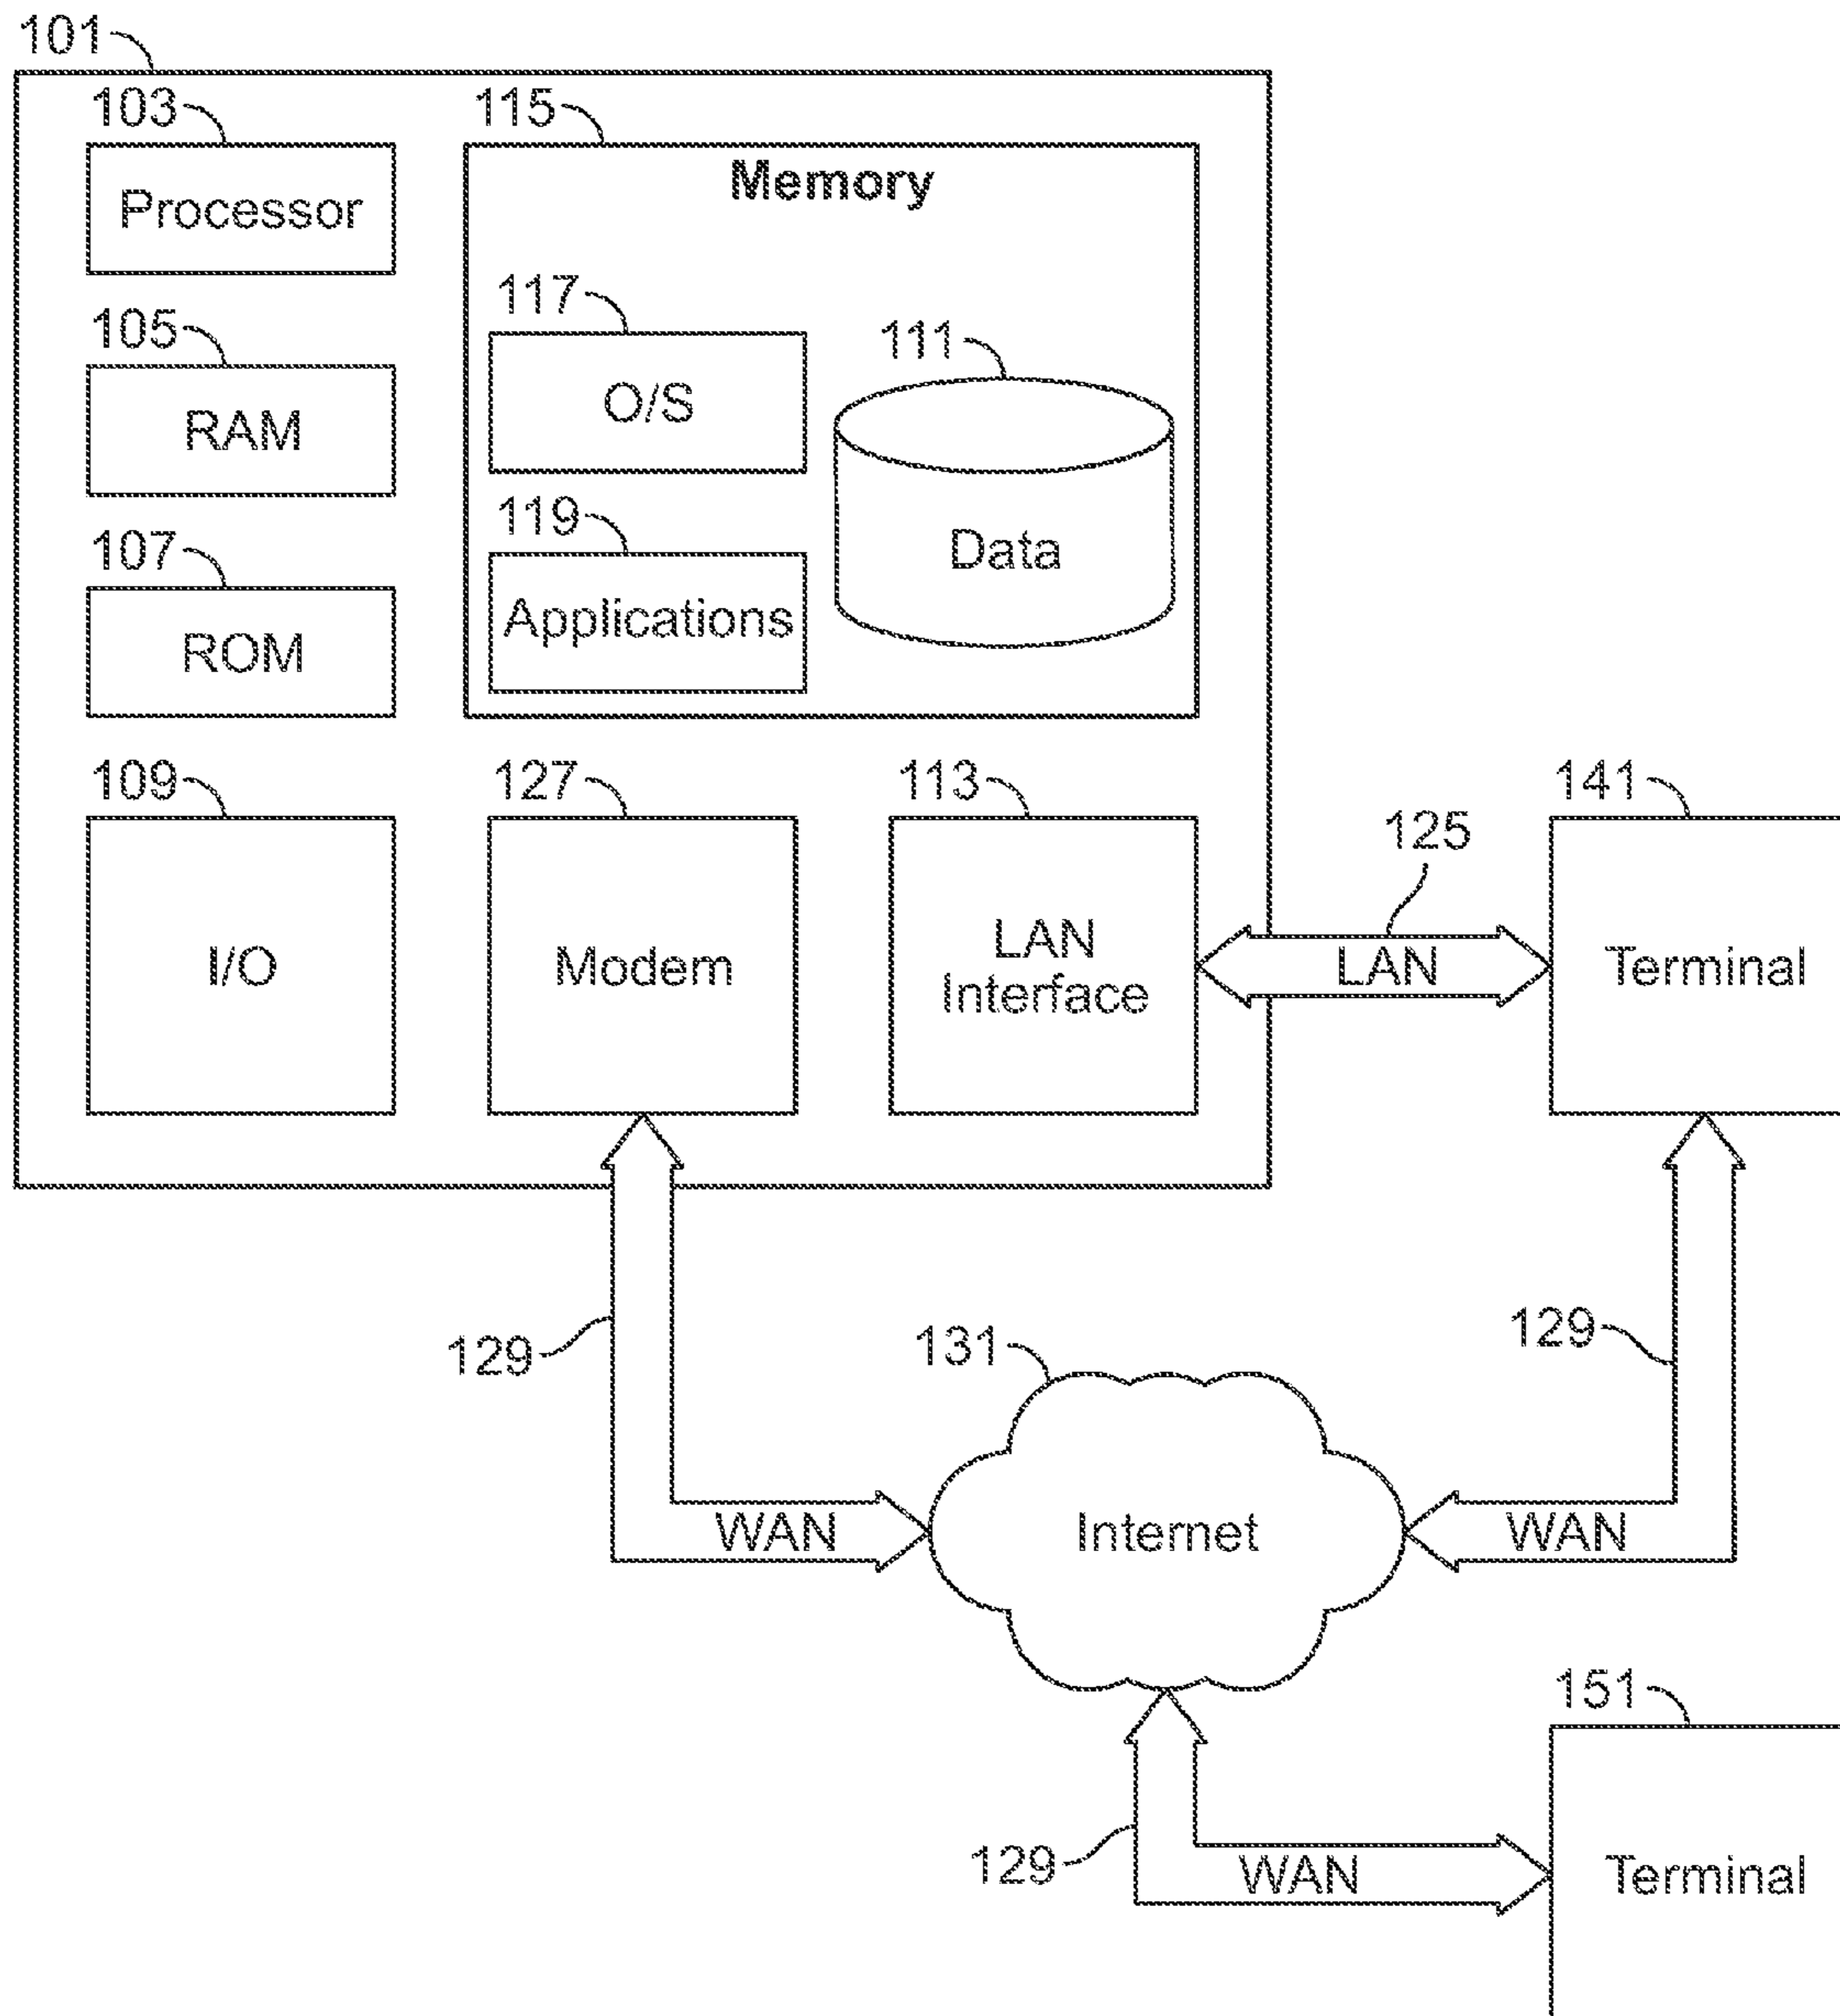 101
103
Processor
105
RAM
107
ROM
115
Memory
117
O/S
111
Data
119
Applications
109
I/O
127
Modem
113
LAN
Interface
125
LAN
141
Terminal
129
WAN
131
Internet
129
WAN
129
WAN
151
Terminal